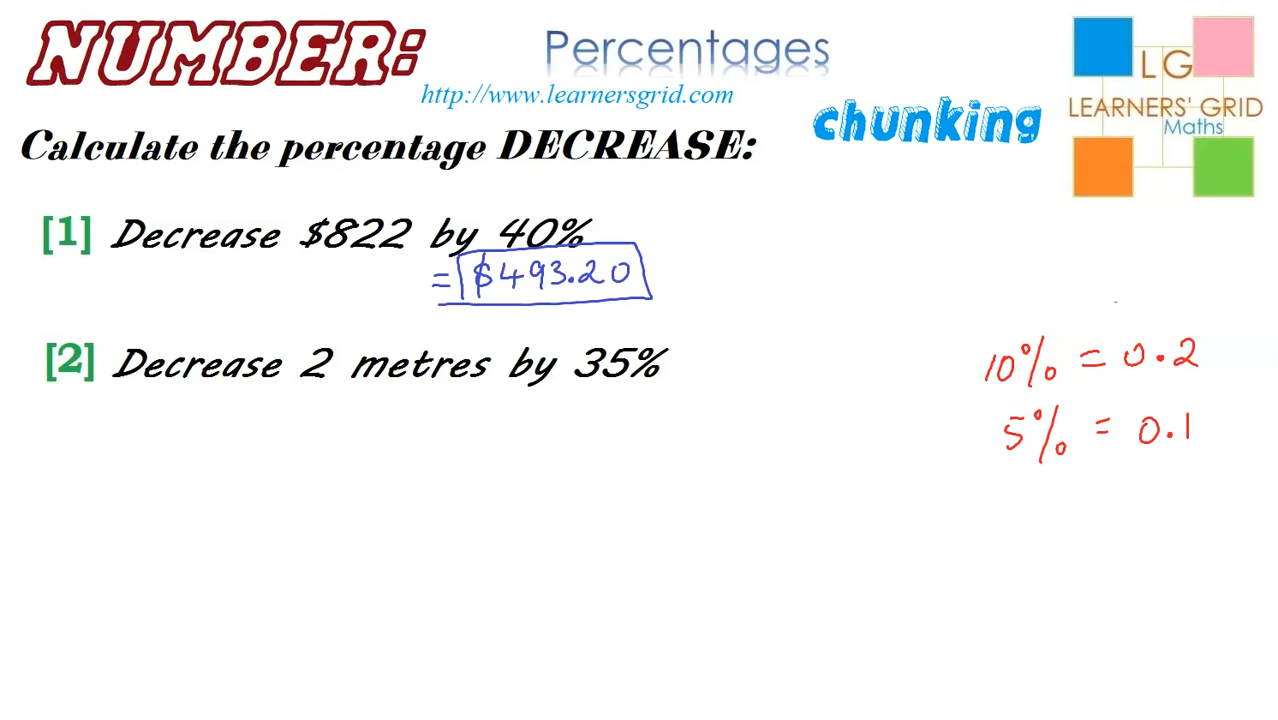 NUMBER:
Percentages
http://www.learnersgrid.com
chunking
LG
LEARNERS' GRID
Maths
Calculate the percentage DECREASE:
[1] Decrease $822 by 40%
= $493.20
[2] Decrease 2 metres by 35%
10% = 0.2
5% = 0.1